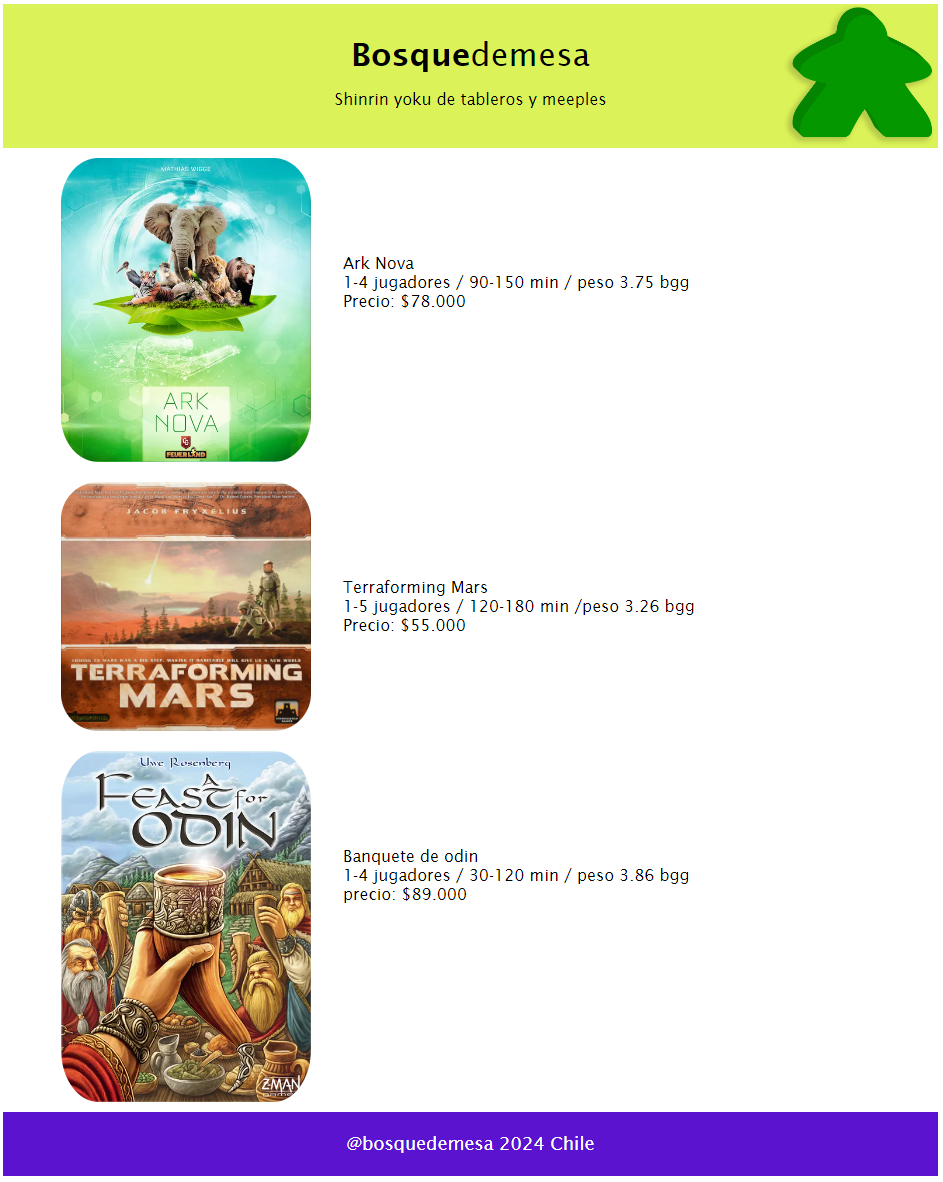 Bosquedemesa
Shinrin yoku de tableros y meeples
MATHIAS WIGGE
ARK
NOVA
FEUERLAND
Ark Nova
1-4 jugadores / 90-150 min / peso 3.75 bgg
Precio: $78.000
JACOB FRYXELIUS
TERRAFORMING
MARS
Terraforming Mars
1-5 jugadores / 120-180 min /peso 3.26 bgg
Precio: $55.000
Uwe Rosenberg
A
FEAST for
ODIN
Z-MAN
games
Banquete de odin
1-4 jugadores / 30-120 min / peso 3.86 bgg
precio: $89.000
@bosquedemesa 2024 Chile